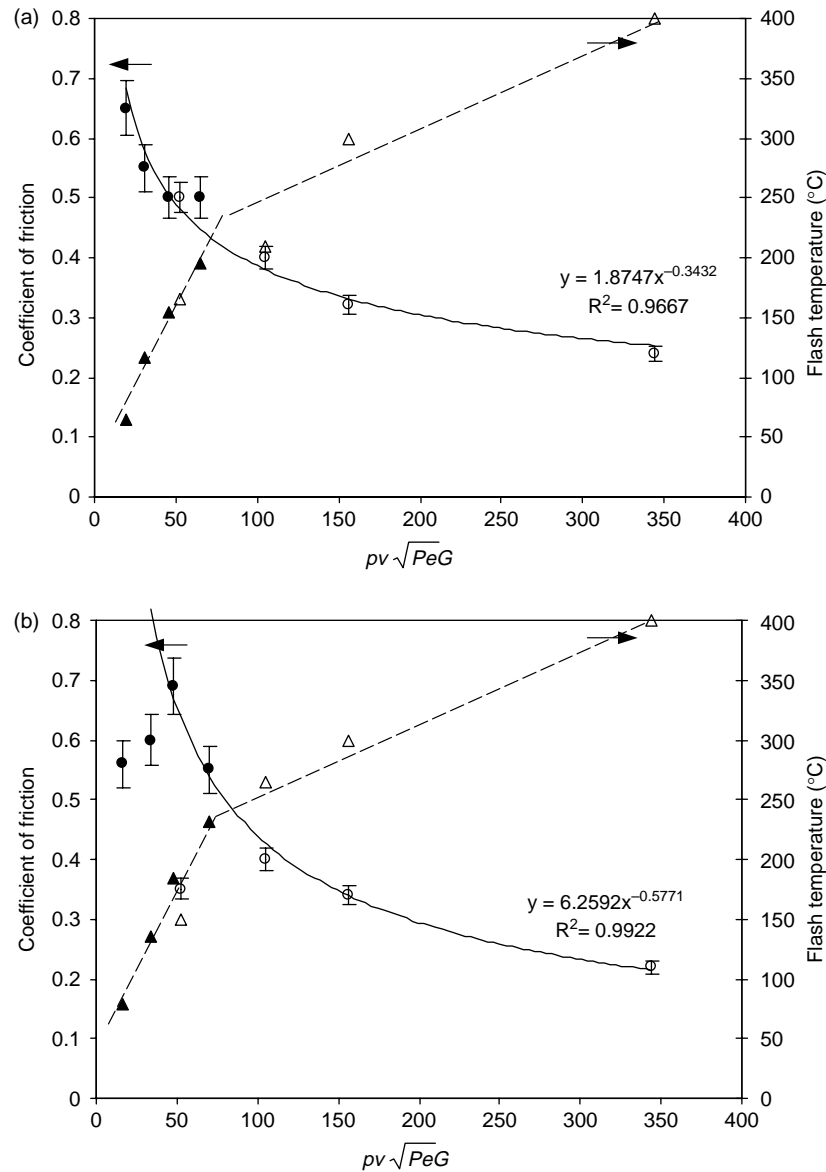 (a)
0.8
0.7
0.6
0.5
0.4
0.3
0.2
0.1
0
Coefficient of friction
400
350
300
250
200
150
100
50
0
Flash temperature (°C)
y = 1.8747x^–0.3432
R² = 0.9667
0 50 100 150 200 250 300 350 400
pv √PeG
(b)
0.8
0.7
0.6
0.5
0.4
0.3
0.2
0.1
0
Coefficient of friction
400
350
300
250
200
150
100
50
0
Flash temperature (°C)
y = 6.2592x^–0.5771
R² = 0.9922
0 50 100 150 200 250 300 350 400
pv √PeG